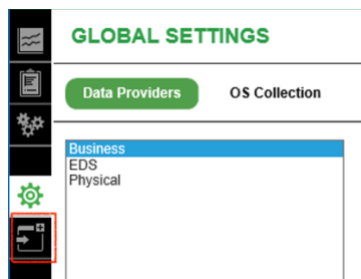 GLOBAL SETTINGS
Data Providers OS Collection
Business
EDS
Physical